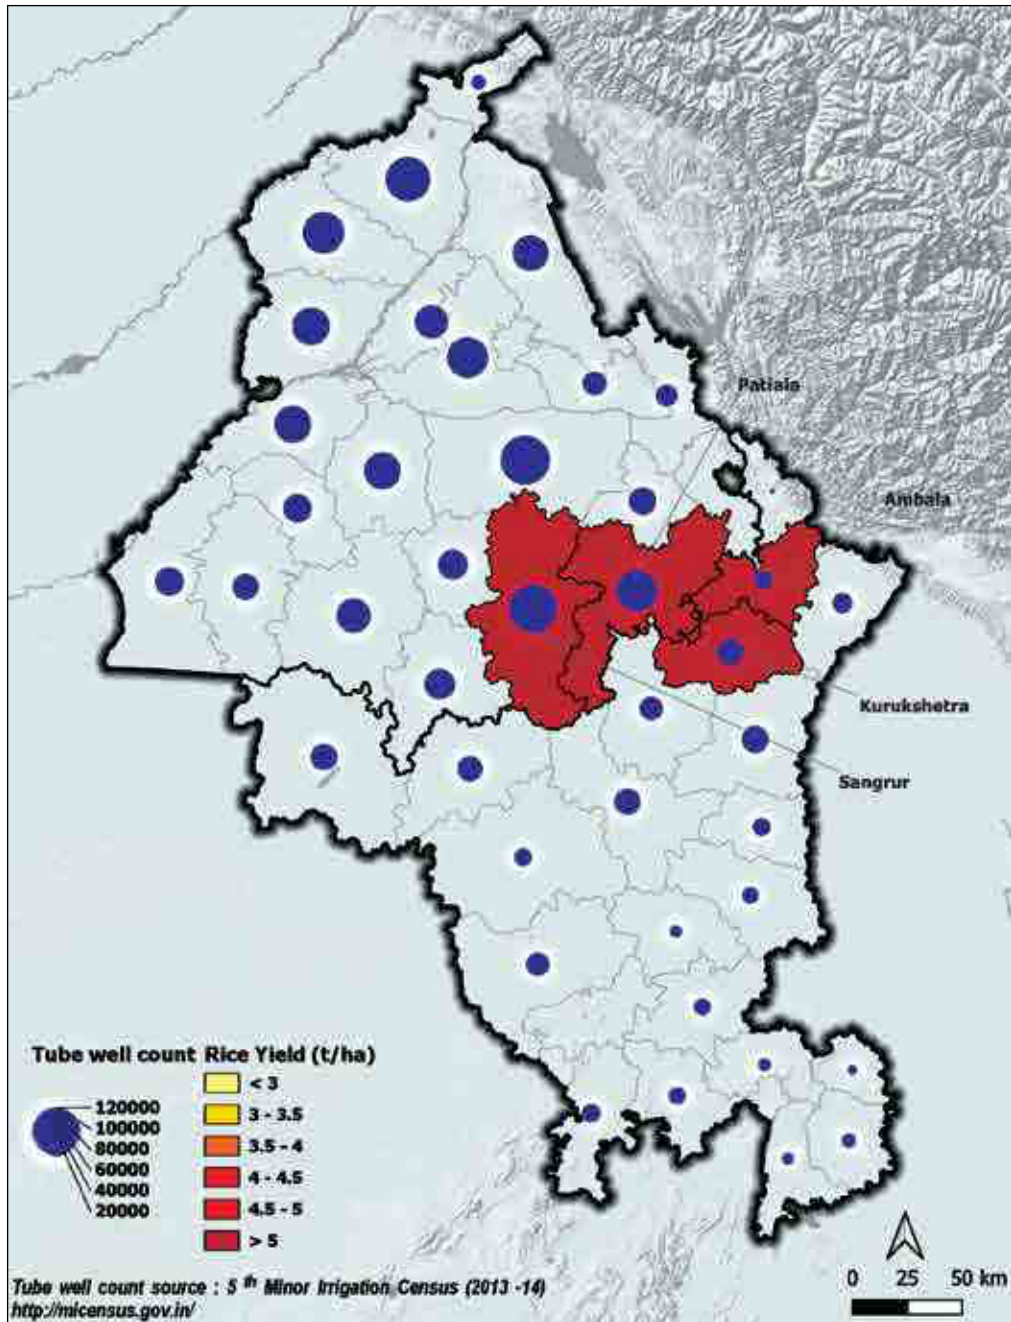 Patiala
Ambala
Kurukshetra
Sangrur
Tube well count
120000
100000
80000
60000
40000
20000
Rice Yield (t/ha)
< 3
3 - 3.5
3.5 - 4
4 - 4.5
4.5 - 5
> 5
0 25 50 km
Tube well count source : 5 th Minor Irrigation Census (2013 -14)
http://micensus.gov.in/